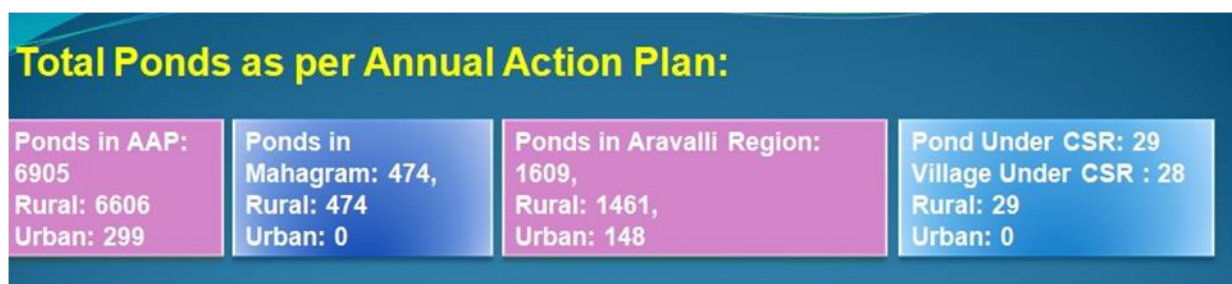 Total Ponds as per Annual Action Plan:
Ponds in AAP:
6905
Rural: 6606
Urban: 299
Ponds in
Mahagram: 474,
Rural: 474
Urban: 0
Ponds in Aravalli Region:
1609,
Rural: 1461,
Urban: 148
Pond Under CSR: 29
Village Under CSR : 28
Rural: 29
Urban: 0